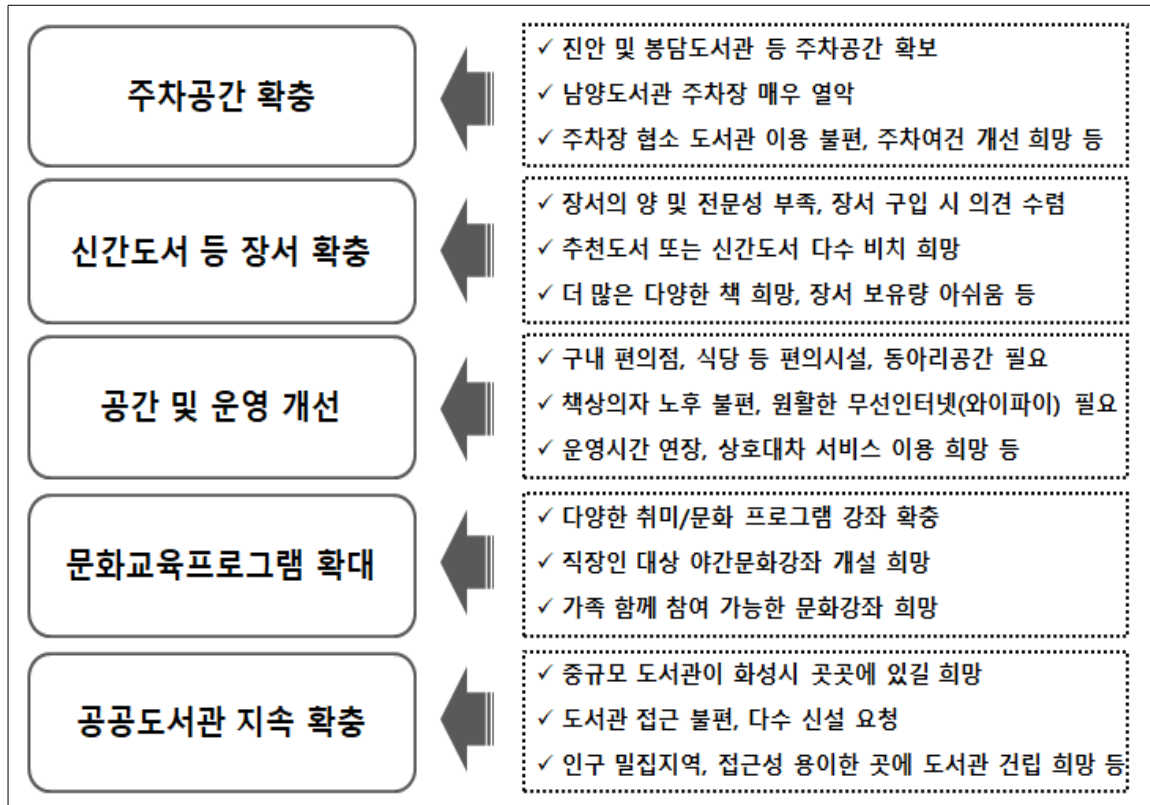 주차공간 확충
✓ 진안 및 봉담도서관 등 주차공간 확보
✓ 남양도서관 주차장 매우 열악
✓ 주차장 협소 도서관 이용 불편, 주차여건 개선 희망 등
신간도서 등 장서 확충
✓ 장서의 양 및 전문성 부족, 장서 구입 시 의견 수렴
✓ 추천도서 또는 신간도서 다수 비치 희망
✓ 더 많은 다양한 책 희망, 장서 보유량 아쉬움 등
공간 및 운영 개선
✓ 구내 편의점, 식당 등 편의시설, 동아리공간 필요
✓ 책상의자 노후 불편, 원활한 무선인터넷(와이파이) 필요
✓ 운영시간 연장, 상호대차 서비스 이용 희망 등
문화교육프로그램 확대
✓ 다양한 취미/문화 프로그램 강좌 확충
✓ 직장인 대상 야간문화강좌 개설 희망
✓ 가족 함께 참여 가능한 문화강좌 희망
공공도서관 지속 확충
✓ 중규모 도서관이 화성시 곳곳에 있길 희망
✓ 도서관 접근 불편, 다수 신설 요청
✓ 인구 밀집지역, 접근성 용이한 곳에 도서관 건립 희망 등